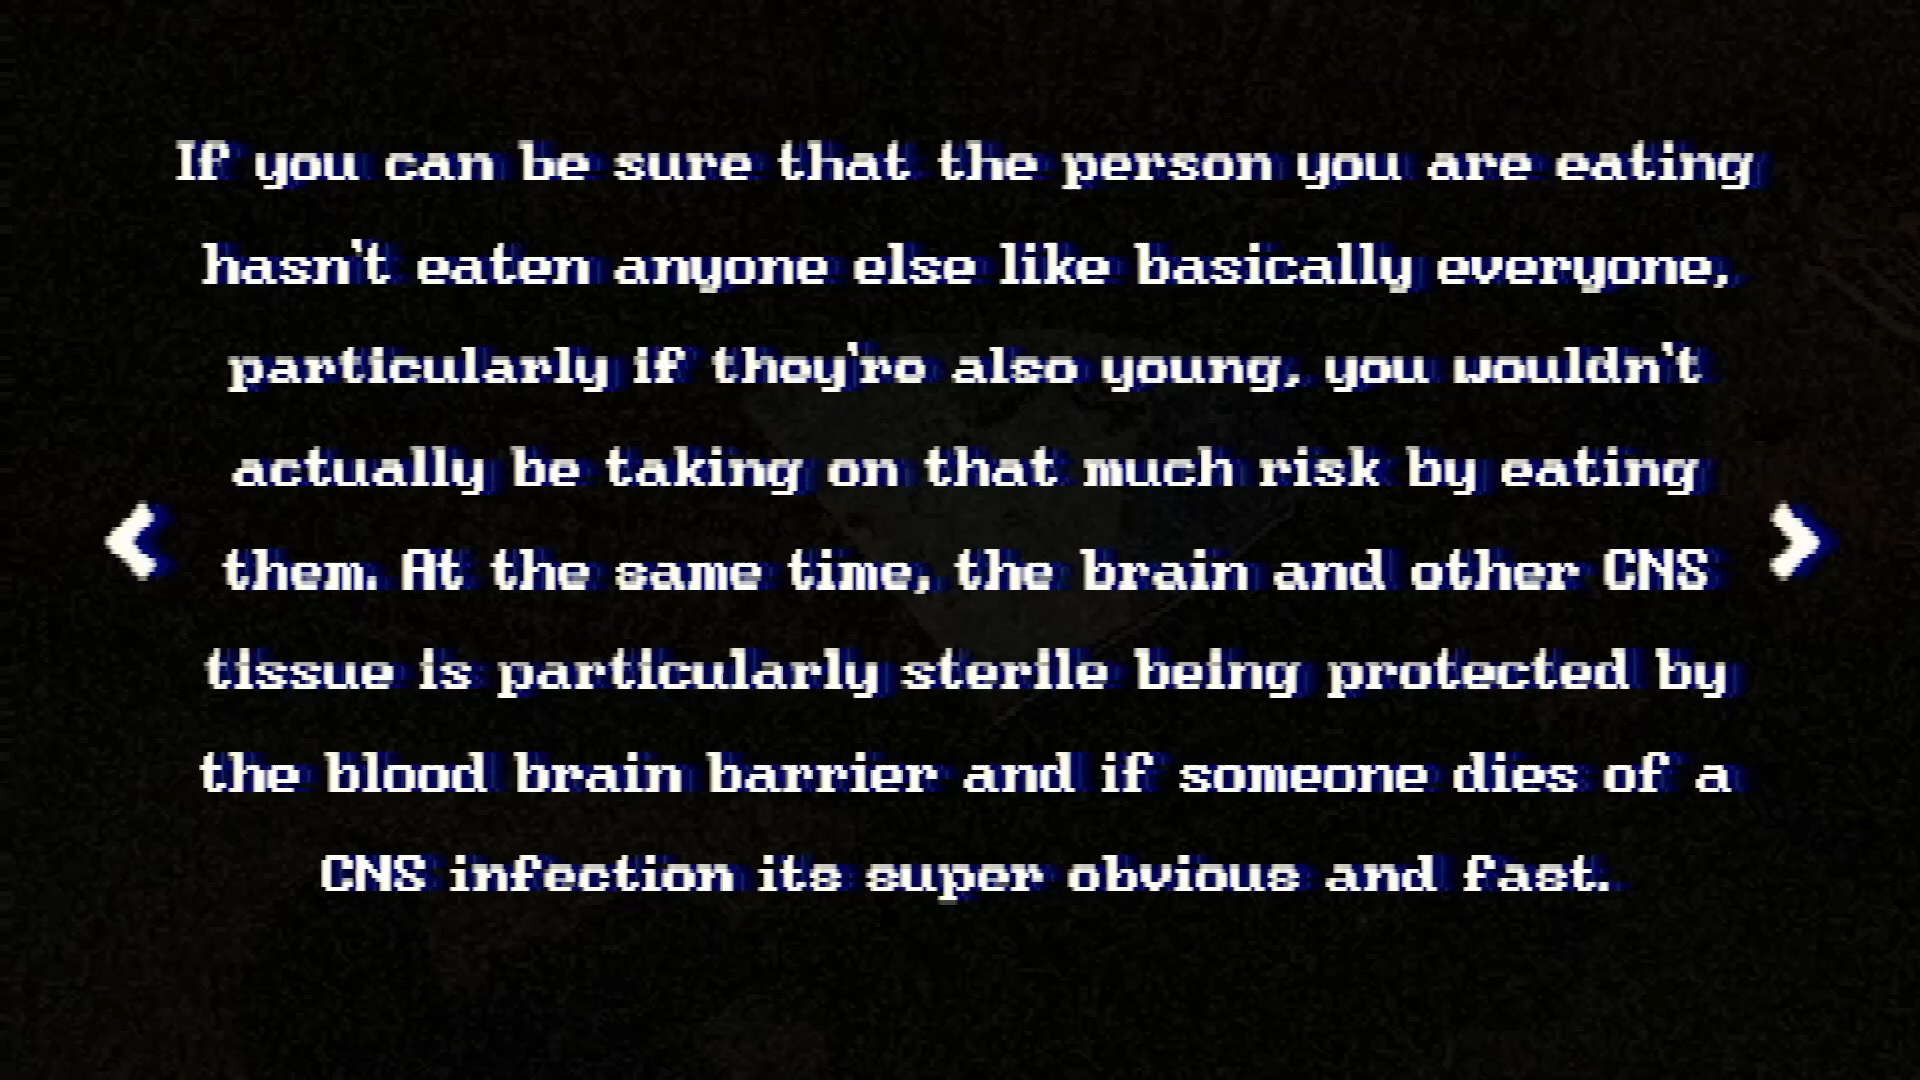 If you can be sure that the person you are eating
hasn't eaten anyone else like basically everyone,
particularly if they're also young, you wouldn't
actually be taking on that much risk by eating
them. At the same time, the brain and other CNS
tissue is particularly sterile being protected by
the blood brain barrier and if someone dies of a
CNS infection its super obvious and fast.